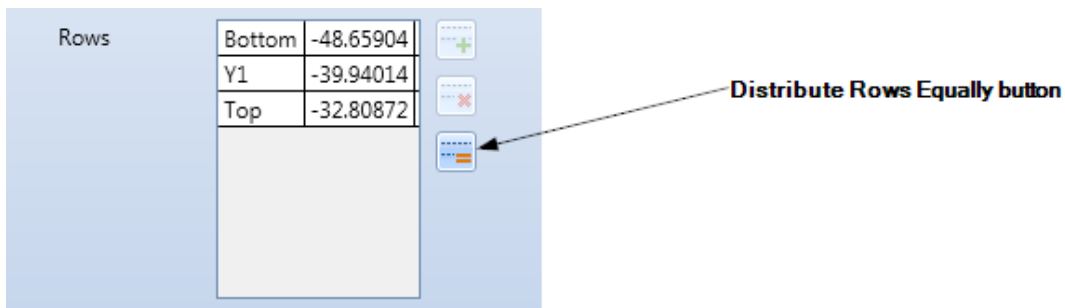 Rows
Bottom -48.65904
Y1 -39.94014
Top -32.80872
Distribute Rows Equally button